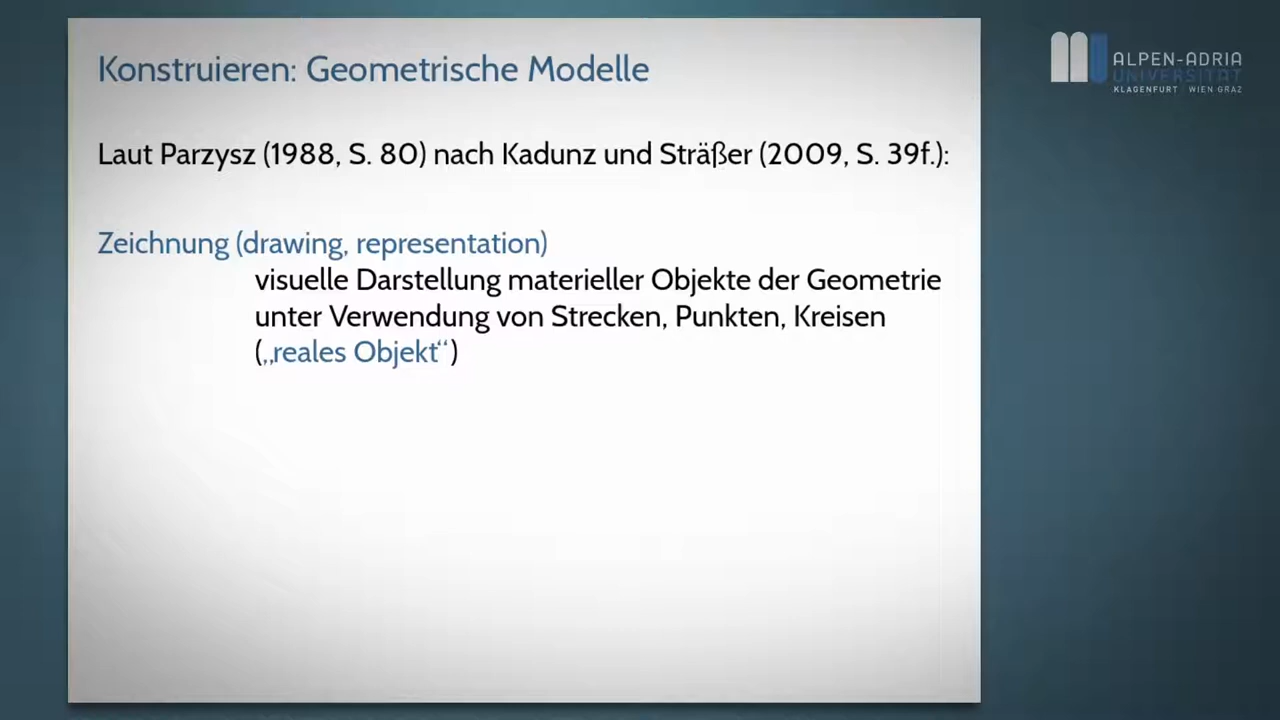 Konstruieren: Geometrische Modelle
ALPEN-ADRIA
UNIVERSITÄT
KLAGENFURT | WIEN GRAZ
Laut Parzysz (1988, S. 80) nach Kadunz und Sträßer (2009, S. 39f.):
Zeichnung (drawing, representation)
visuelle Darstellung materieller Objekte der Geometrie
unter Verwendung von Strecken, Punkten, Kreisen
(„reales Objekt“)